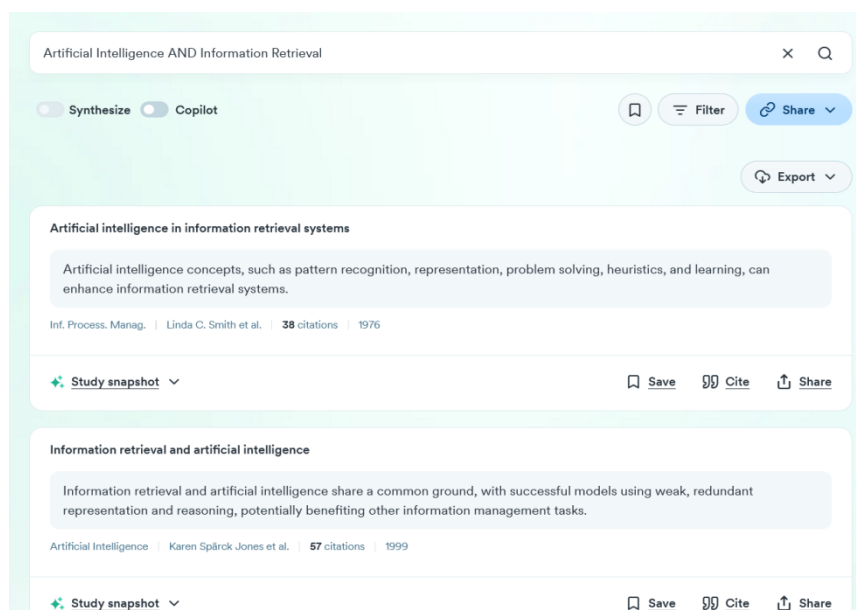 Artificial Intelligence AND Information Retrieval
Synthesize Copilot Filter Share
Export
Artificial intelligence in information retrieval systems
Artificial intelligence concepts, such as pattern recognition, representation, problem solving, heuristics, and learning, can
enhance information retrieval systems.
Inf. Process. Manag. | Linda C. Smith et al. | 38 citations | 1976
Study snapshot Save Cite Share
Information retrieval and artificial intelligence
Information retrieval and artificial intelligence share a common ground, with successful models using weak, redundant
representation and reasoning, potentially benefiting other information management tasks.
Artificial Intelligence | Karen Spärck Jones et al. | 57 citations | 1999
Study snapshot Save Cite Share